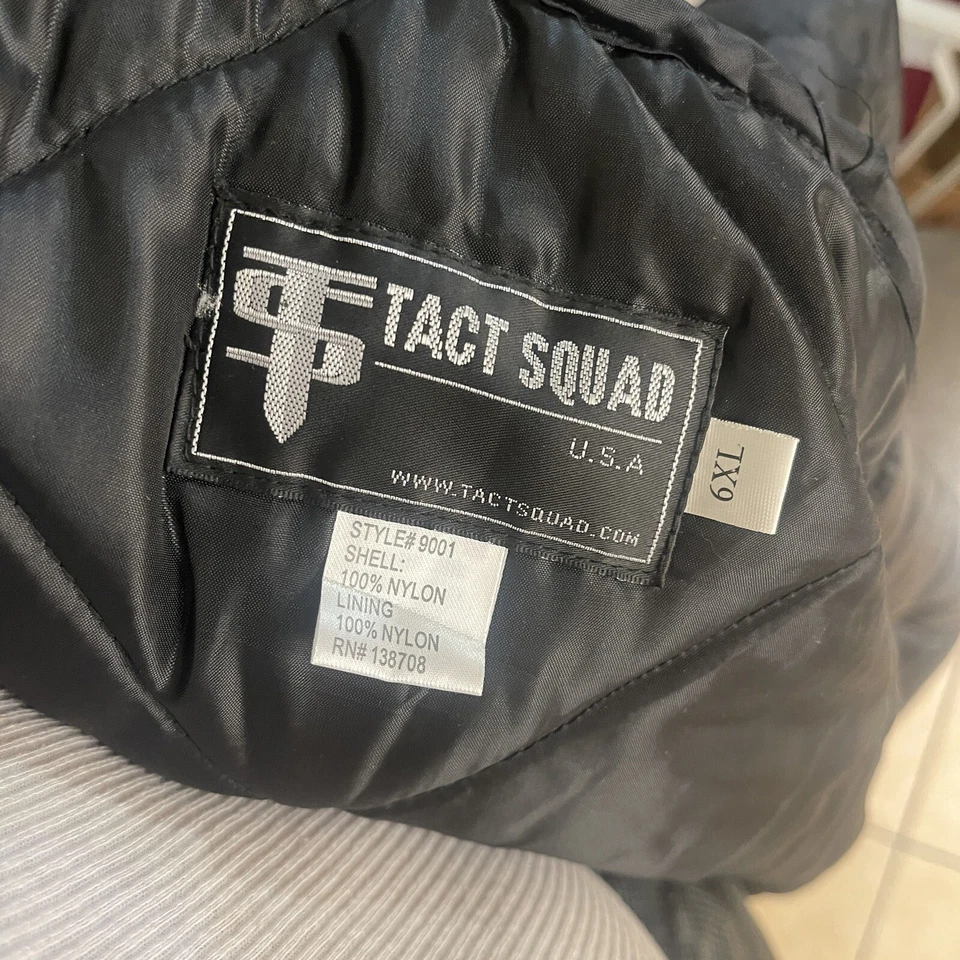 TACT SQUAD
U.S.A
WWW.TACTSQUAD.COM
6XL
STYLE# 9001
SHELL:
100% NYLON
LINING
100% NYLON
RN# 138708